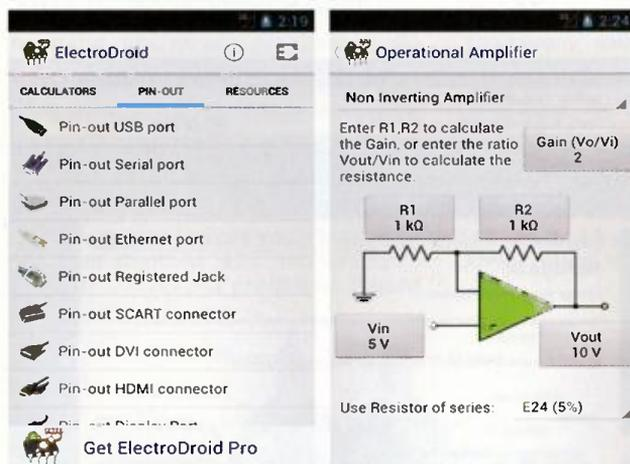 2:19
ElectroDroid
CALCULATORS PIN-OUT RESOURCES
Pin-out USB port
Pin-out Serial port
Pin-out Parallel port
Pin-out Ethernet port
Pin-out Registered Jack
Pin-out SCART connector
Pin-out DVI connector
Pin-out HDMI connector
Pin-out Display Port
Get ElectroDroid Pro
2:24
Operational Amplifier
Non Inverting Amplifier
Enter R1,R2 to calculate
the Gain, or enter the ratio
Vout/Vin to calculate the
resistance.
Gain (Vo/Vi)
2
R1
1 kΩ
R2
1 kΩ
Vin
5 V
Vout
10 V
Use Resistor of series: E24 (5%)